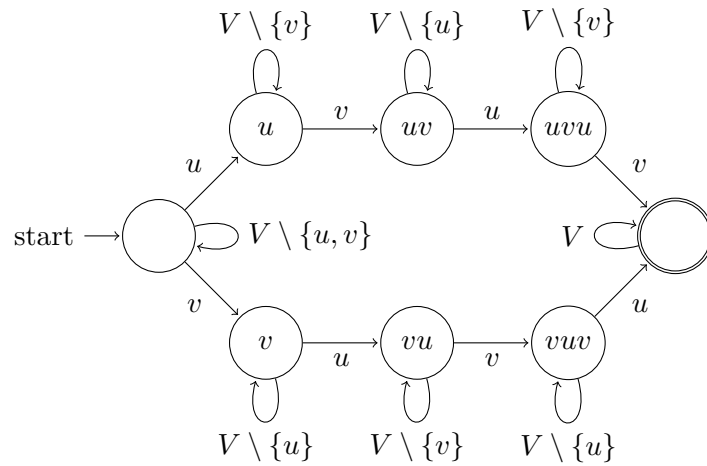 V \ {v} V \ {u} V \ {v}
u v uv u uvu
u v
start V \ {u, v} V
v u
v u vu v vuv
V \ {u} V \ {v} V \ {u}